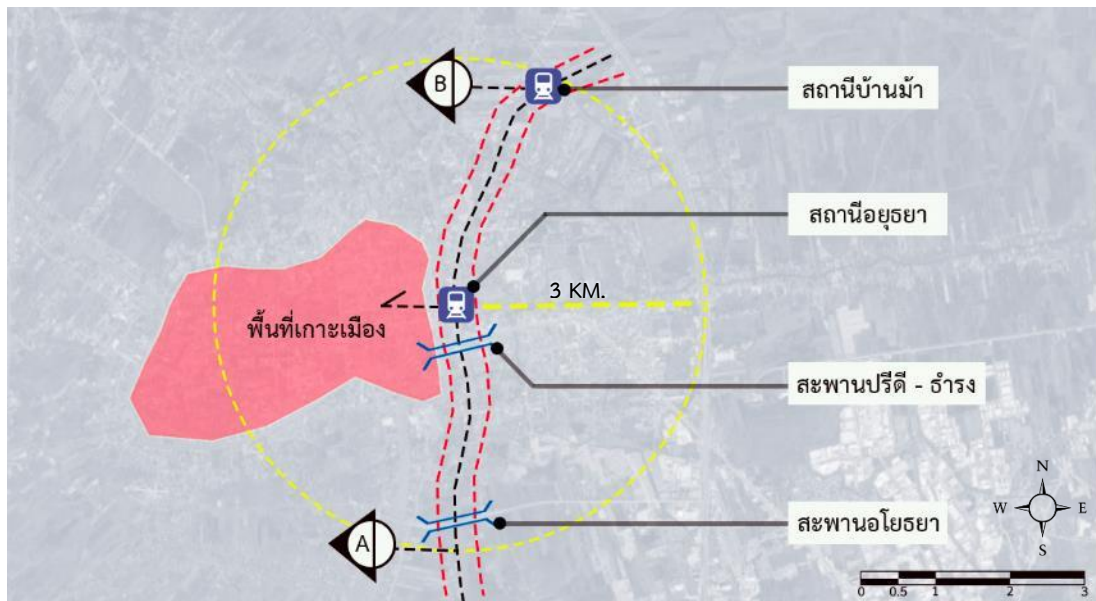 B
สถานีบ้านม้า
สถานีอยุธยา
3 KM.
พื้นที่เกาะเมือง
สะพานปรีดี - ธำรง
สะพานอโยธยา
A
N
W E
S
0 0.5 1 2 3